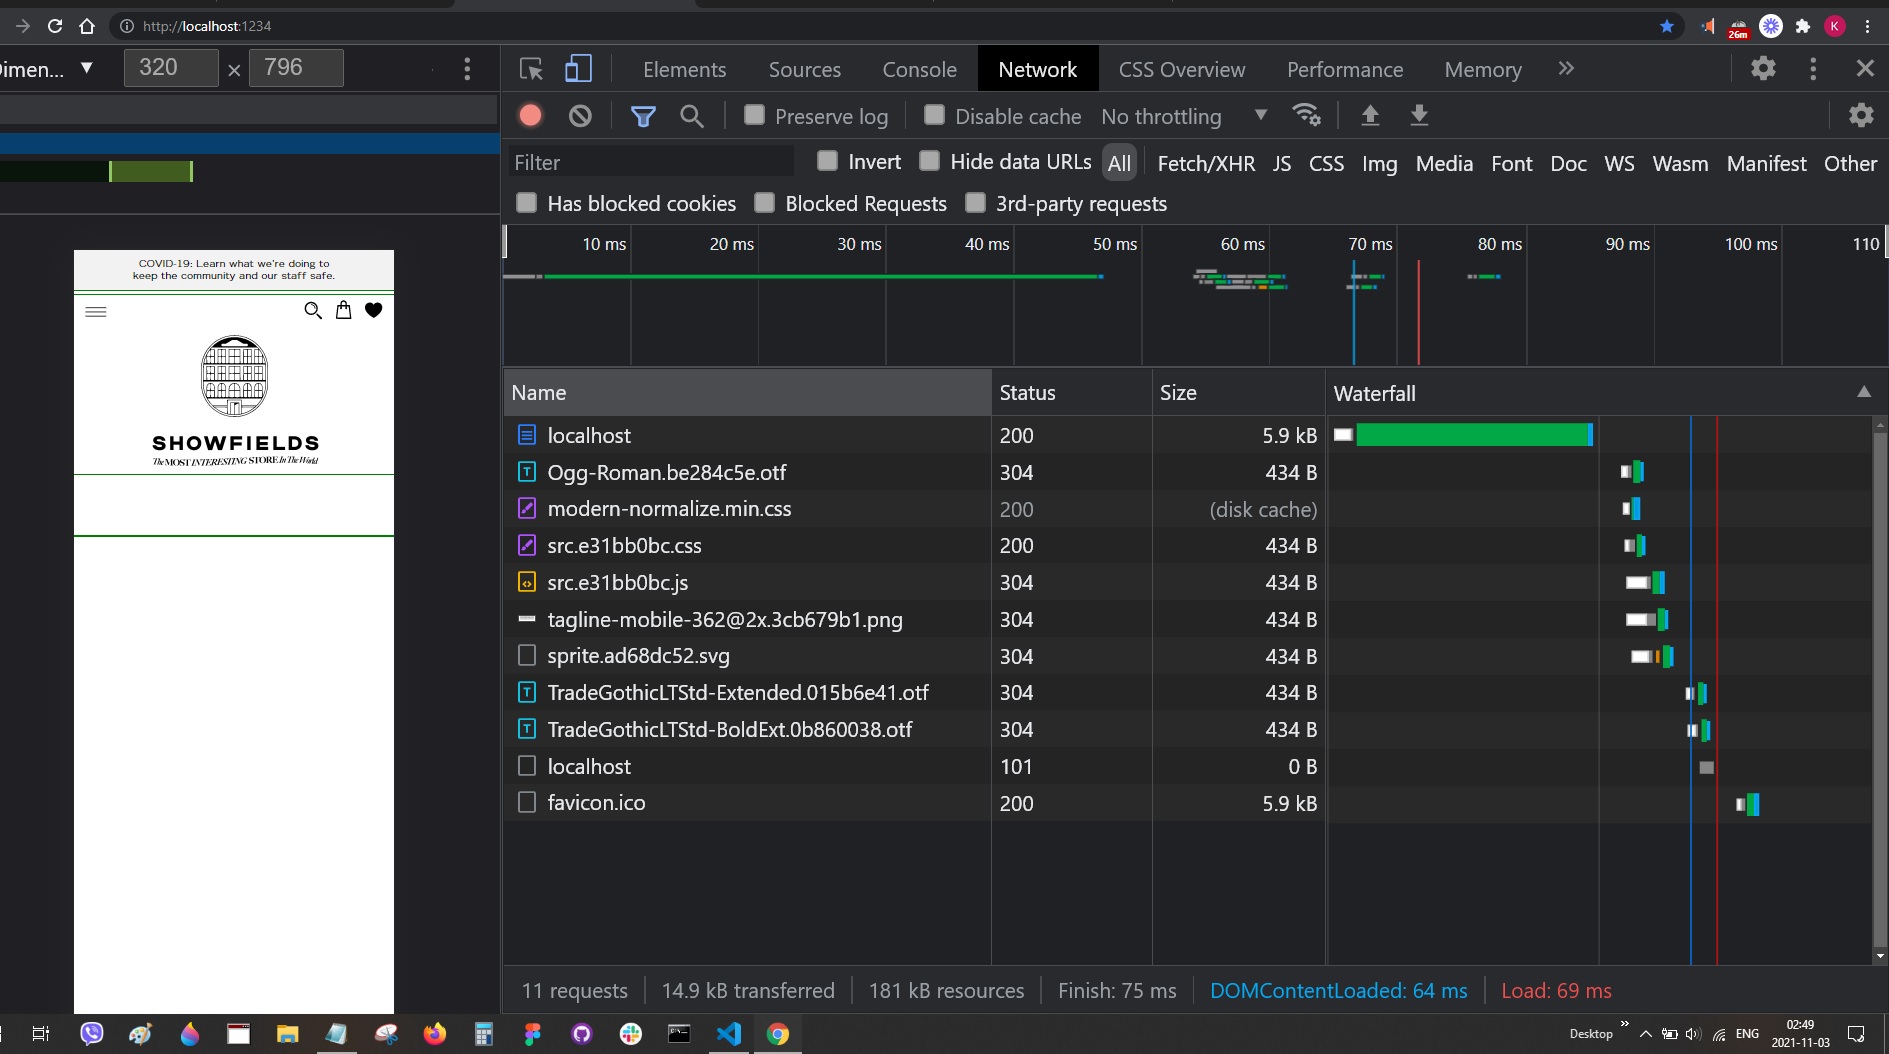 http://localhost:1234
26m
K
Dimen...
320
×
796
Elements
Sources
Console
Network
CSS Overview
Performance
Memory
Preserve log
Disable cache
No throttling
Filter
Invert
Hide data URLs
All
Fetch/XHR
JS
CSS
Img
Media
Font
Doc
WS
Wasm
Manifest
Other
Has blocked cookies
Blocked Requests
3rd-party requests
10 ms
20 ms
30 ms
40 ms
50 ms
60 ms
70 ms
80 ms
90 ms
100 ms
110
COVID-19: Learn what we're doing to
keep the community and our staff safe.
SHOWFIELDS
The MOST INTERESTING STORE In The World
Name Status Size Waterfall
localhost 200 5.9 kB
Ogg-Roman.be284c5e.otf 304 434 B
modern-normalize.min.css 200 (disk cache)
src.e31bb0bc.css 200 434 B
src.e31bb0bc.js 304 434 B
tagline-mobile-362@2x.3cb679b1.png 304 434 B
sprite.ad68dc52.svg 304 434 B
TradeGothicLTStd-Extended.015b6e41.otf 304 434 B
TradeGothicLTStd-BoldExt.0b860038.otf 304 434 B
localhost 101 0 B
favicon.ico 200 5.9 kB
11 requests
14.9 kB transferred
181 kB resources
Finish: 75 ms
DOMContentLoaded: 64 ms
Load: 69 ms
Desktop
ENG
02:49
2021-11-03